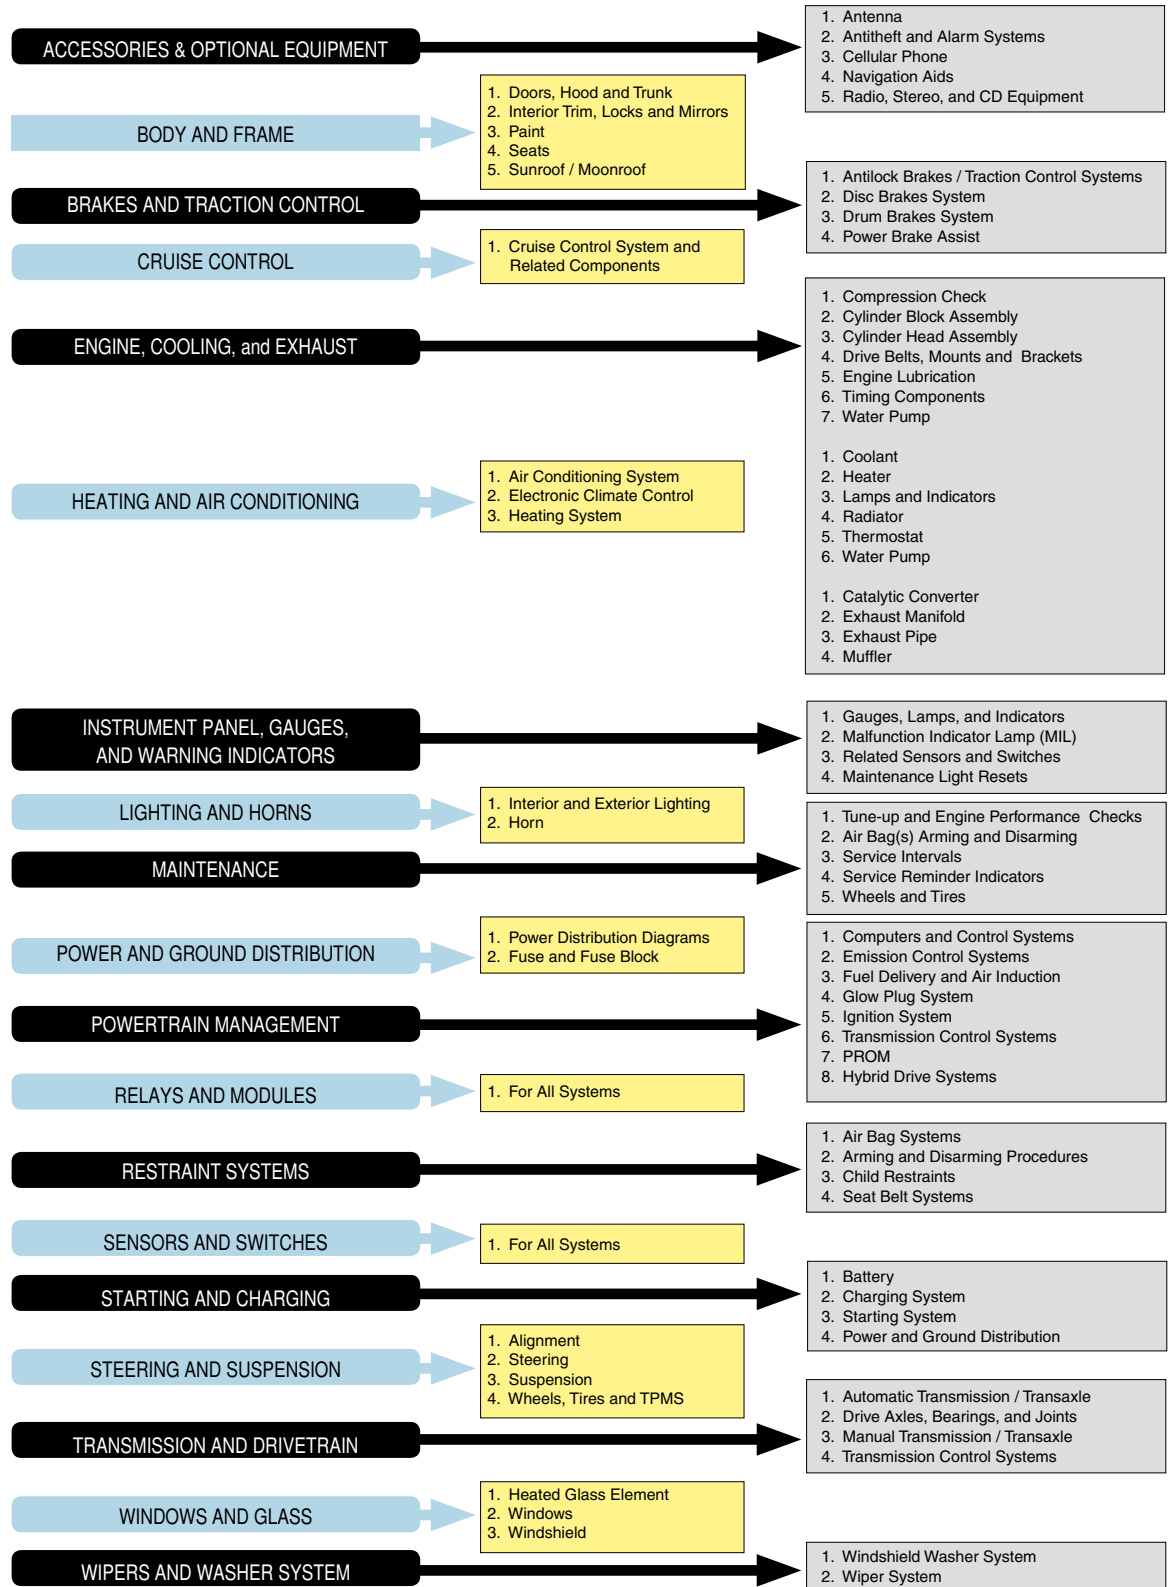 ACCESSORIES & OPTIONAL EQUIPMENT
1. Antenna
2. Antitheft and Alarm Systems
3. Cellular Phone
4. Navigation Aids
5. Radio, Stereo, and CD Equipment
BODY AND FRAME
1. Doors, Hood and Trunk
2. Interior Trim, Locks and Mirrors
3. Paint
4. Seats
5. Sunroof / Moonroof
BRAKES AND TRACTION CONTROL
1. Antilock Brakes / Traction Control Systems
2. Disc Brakes System
3. Drum Brakes System
4. Power Brake Assist
CRUISE CONTROL
1. Cruise Control System and
Related Components
ENGINE, COOLING, and EXHAUST
1. Compression Check
2. Cylinder Block Assembly
3. Cylinder Head Assembly
4. Drive Belts, Mounts and Brackets
5. Engine Lubrication
6. Timing Components
7. Water Pump
1. Coolant
2. Heater
3. Lamps and Indicators
4. Radiator
5. Thermostat
6. Water Pump
1. Catalytic Converter
2. Exhaust Manifold
3. Exhaust Pipe
4. Muffler
HEATING AND AIR CONDITIONING
1. Air Conditioning System
2. Electronic Climate Control
3. Heating System
INSTRUMENT PANEL, GAUGES,
AND WARNING INDICATORS
1. Gauges, Lamps, and Indicators
2. Malfunction Indicator Lamp (MIL)
3. Related Sensors and Switches
4. Maintenance Light Resets
LIGHTING AND HORNS
1. Interior and Exterior Lighting
2. Horn
MAINTENANCE
1. Tune-up and Engine Performance Checks
2. Air Bag(s) Arming and Disarming
3. Service Intervals
4. Service Reminder Indicators
5. Wheels and Tires
POWER AND GROUND DISTRIBUTION
1. Power Distribution Diagrams
2. Fuse and Fuse Block
POWERTRAIN MANAGEMENT
1. Computers and Control Systems
2. Emission Control Systems
3. Fuel Delivery and Air Induction
4. Glow Plug System
5. Ignition System
6. Transmission Control Systems
7. PROM
8. Hybrid Drive Systems
RELAYS AND MODULES
1. For All Systems
RESTRAINT SYSTEMS
1. Air Bag Systems
2. Arming and Disarming Procedures
3. Child Restraints
4. Seat Belt Systems
SENSORS AND SWITCHES
1. For All Systems
STARTING AND CHARGING
1. Battery
2. Charging System
3. Starting System
4. Power and Ground Distribution
STEERING AND SUSPENSION
1. Alignment
2. Steering
3. Suspension
4. Wheels, Tires and TPMS
TRANSMISSION AND DRIVETRAIN
1. Automatic Transmission / Transaxle
2. Drive Axles, Bearings, and Joints
3. Manual Transmission / Transaxle
4. Transmission Control Systems
WINDOWS AND GLASS
1. Heated Glass Element
2. Windows
3. Windshield
WIPERS AND WASHER SYSTEM
1. Windshield Washer System
2. Wiper System